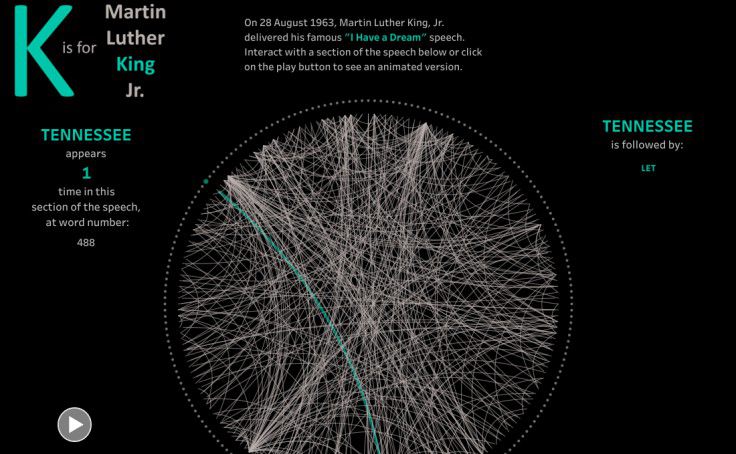 K is for
Martin
Luther
King
Jr.
On 28 August 1963, Martin Luther King, Jr.
delivered his famous "I Have a Dream" speech.
Interact with a section of the speech below or click
on the play button to see an animated version.
TENNESSEE
appears
1
time in this
section of the speech,
at word number:
488
TENNESSEE
is followed by:
LET